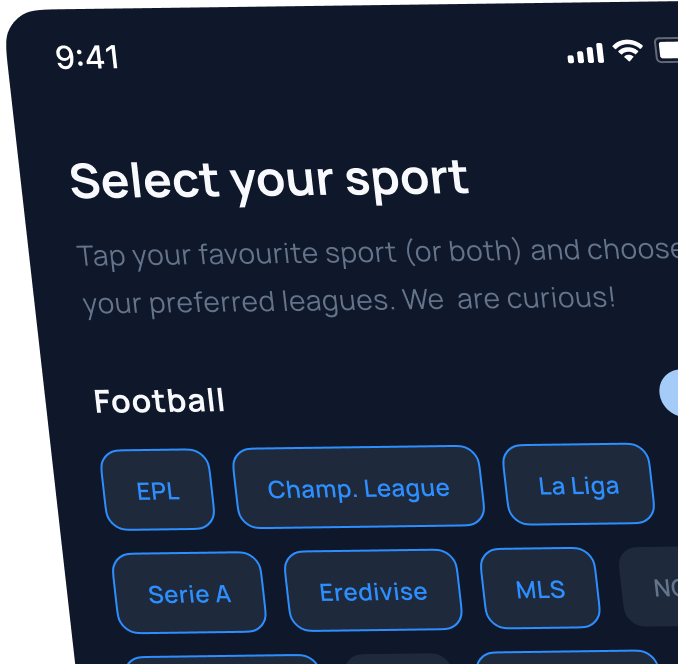 9:41
Select your sport
Tap your favourite sport (or both) and choose
your preferred leagues. We are curious!
Football
EPL Champ. League La Liga
Serie A Eredivise MLS